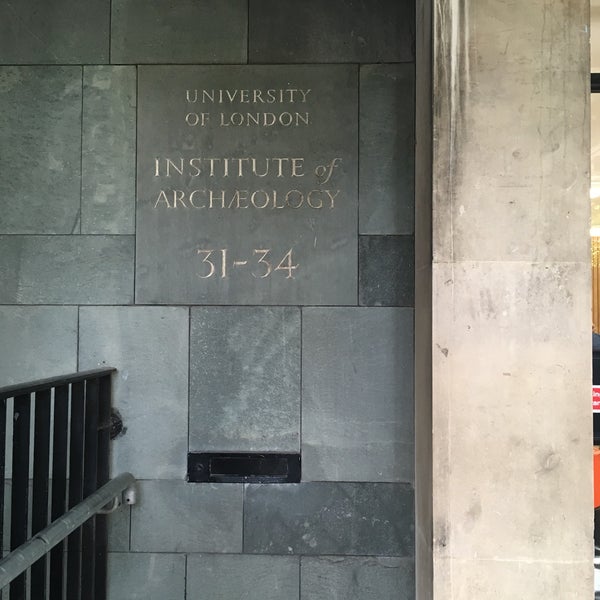 UNIVERSITY
OF LONDON
INSTITUTE of
ARCHÆOLOGY
31-34